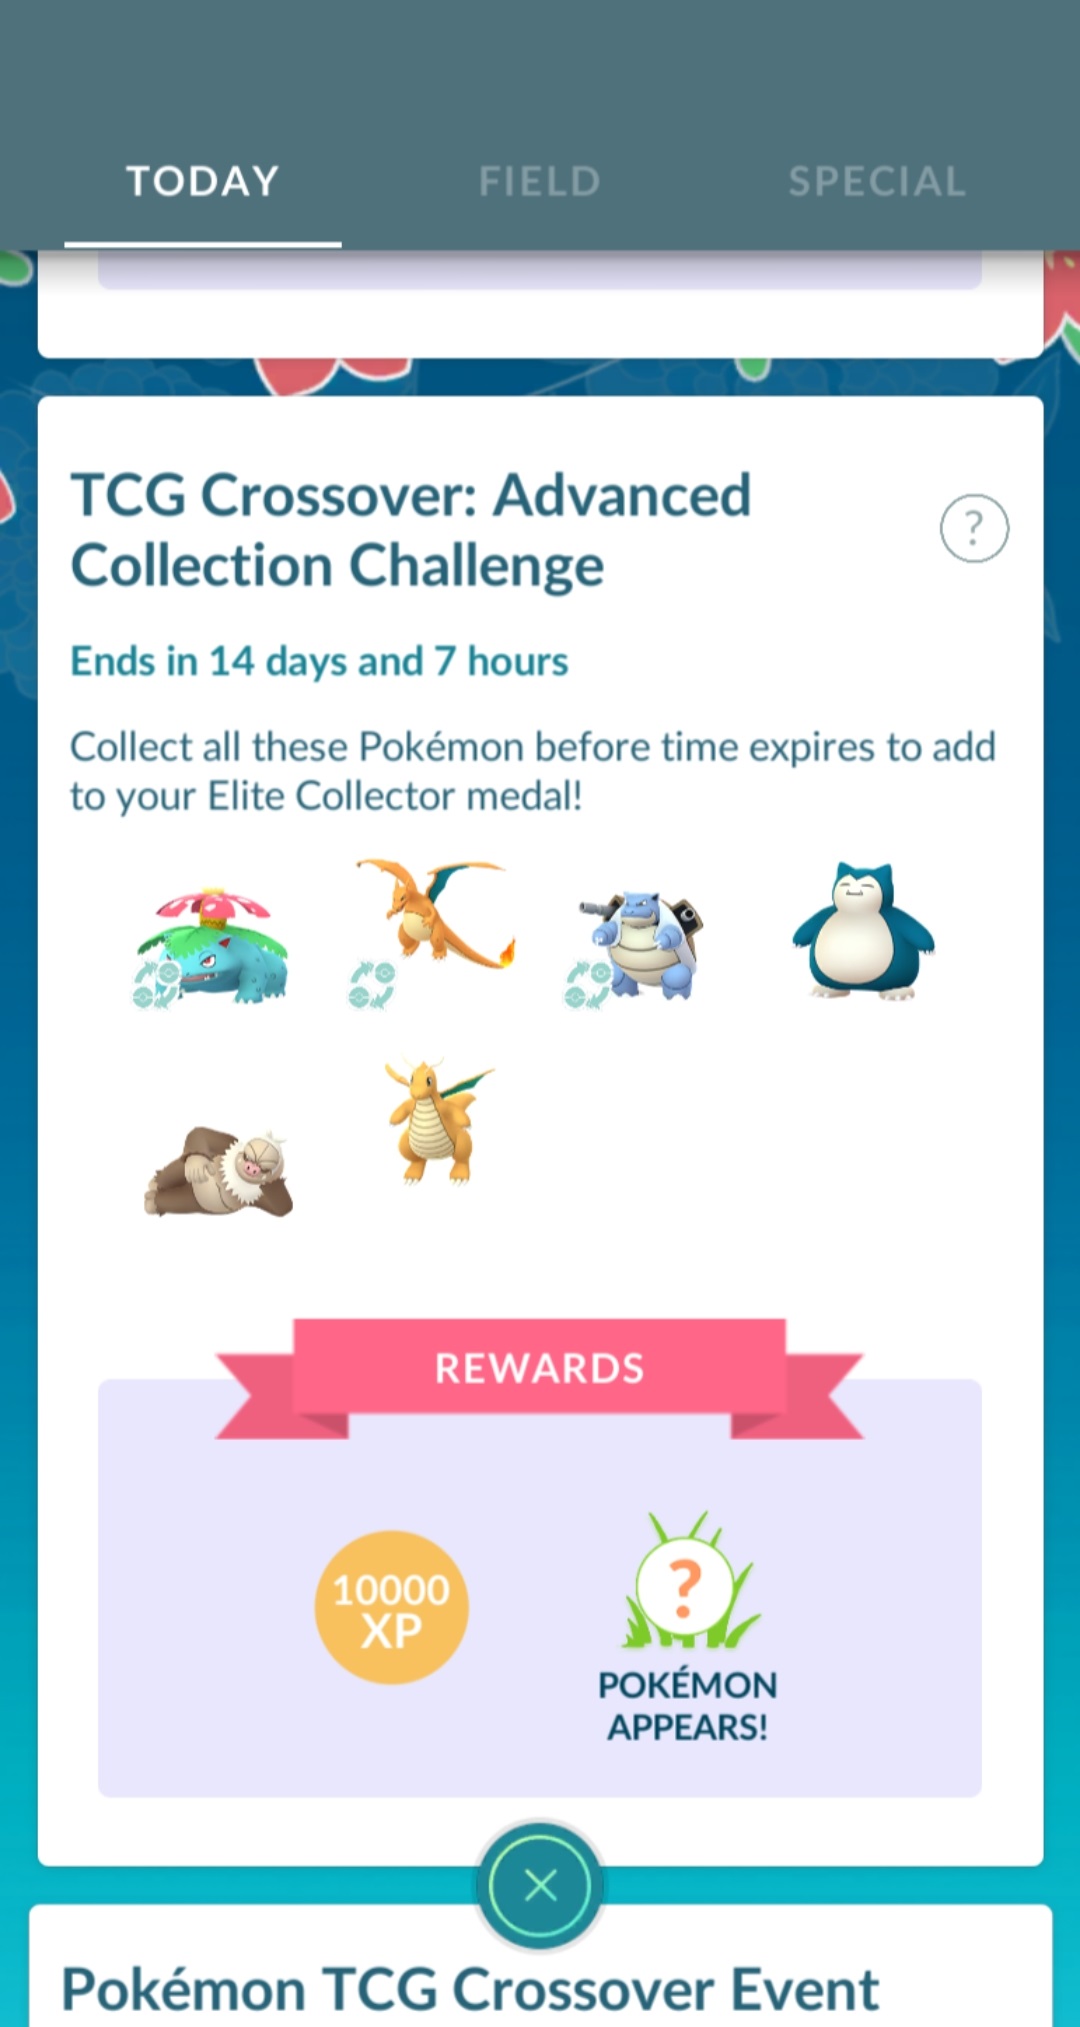 TODAY FIELD SPECIAL
TCG Crossover: Advanced
Collection Challenge
?
Ends in 14 days and 7 hours
Collect all these Pokémon before time expires to add
to your Elite Collector medal!
REWARDS
10000
XP
?
POKÉMON
APPEARS!
Pokémon TCG Crossover Event